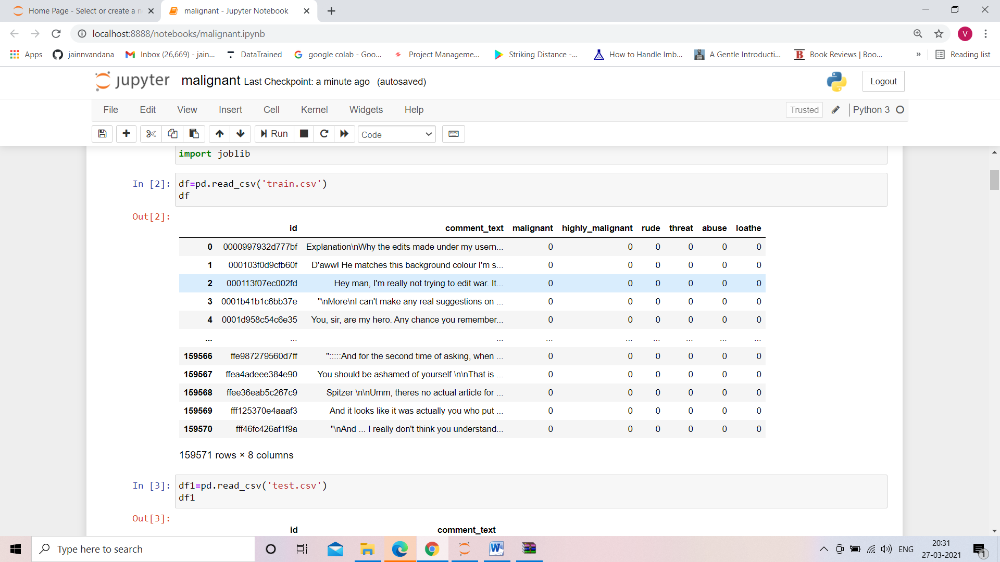 Home Page - Select or create a n
malignant - Jupyter Notebook
localhost:8888/notebooks/malignant.ipynb
V
Apps
jainnvandana
Inbox (26,669) - jain...
DataTrained
google colab - Goo...
Project Manageme...
Striking Distance -...
How to Handle Imb...
A Gentle Introducti...
B
Book Reviews | Boo...
»
Reading list
jupyter
malignant Last Checkpoint: a minute ago (autosaved)
Logout
File Edit View Insert Cell Kernel Widgets Help
Trusted
Python 3
Run
Code
import joblib
In [2]: df=pd.read_csv('train.csv')
df
Out[2]:
id comment_text malignant highly_malignant rude threat abuse loathe
0 0000997932d777bf Explanation\nWhy the edits made under my usern... 0 0 0 0 0 0
1 000103f0d9cfb60f D'aww! He matches this background colour I'm s... 0 0 0 0 0 0
2 000113f07ec002fd Hey man, I'm really not trying to edit war. It... 0 0 0 0 0 0
3 0001b41b1c6bb37e "\nMore\nI can't make any real suggestions on ... 0 0 0 0 0 0
4 0001d958c54c6e35 You, sir, are my hero. Any chance you remember... 0 0 0 0 0 0
... ... ... ... ... ... ... ... ...
159566 ffe987279560d7ff ":::::And for the second time of asking, when ... 0 0 0 0 0 0
159567 ffea4adeee384e90 You should be ashamed of yourself \n\nThat is ... 0 0 0 0 0 0
159568 ffee36eab5c267c9 Spitzer \n\nUmm, theres no actual article for ... 0 0 0 0 0 0
159569 fff125370e4aaaf3 And it looks like it was actually you who put ... 0 0 0 0 0 0
159570 fff46fc426af1f9a "\nAnd ... I really don't think you understand... 0 0 0 0 0 0
159571 rows × 8 columns
In [3]: df1=pd.read_csv('test.csv')
df1
Out[3]:
id comment_text
Type here to search
W
ENG
20:31
27-03-2021
1